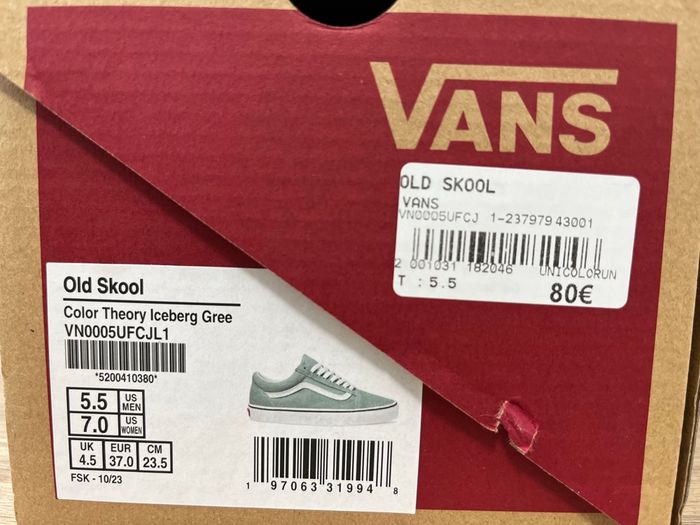 VANS
OLD SKOOL
VANS
VN0005UFCJ 1-23797943001
2 001031 182046 UNICOLORUN
T : 5.5 80€
Old Skool
Color Theory Iceberg Gree
VN0005UFCJL1
*5200410380*
5.5 US MEN
7.0 US WOMEN
UK EUR CM
4.5 37.0 23.5
FSK - 10/23
1 97063 31994 8